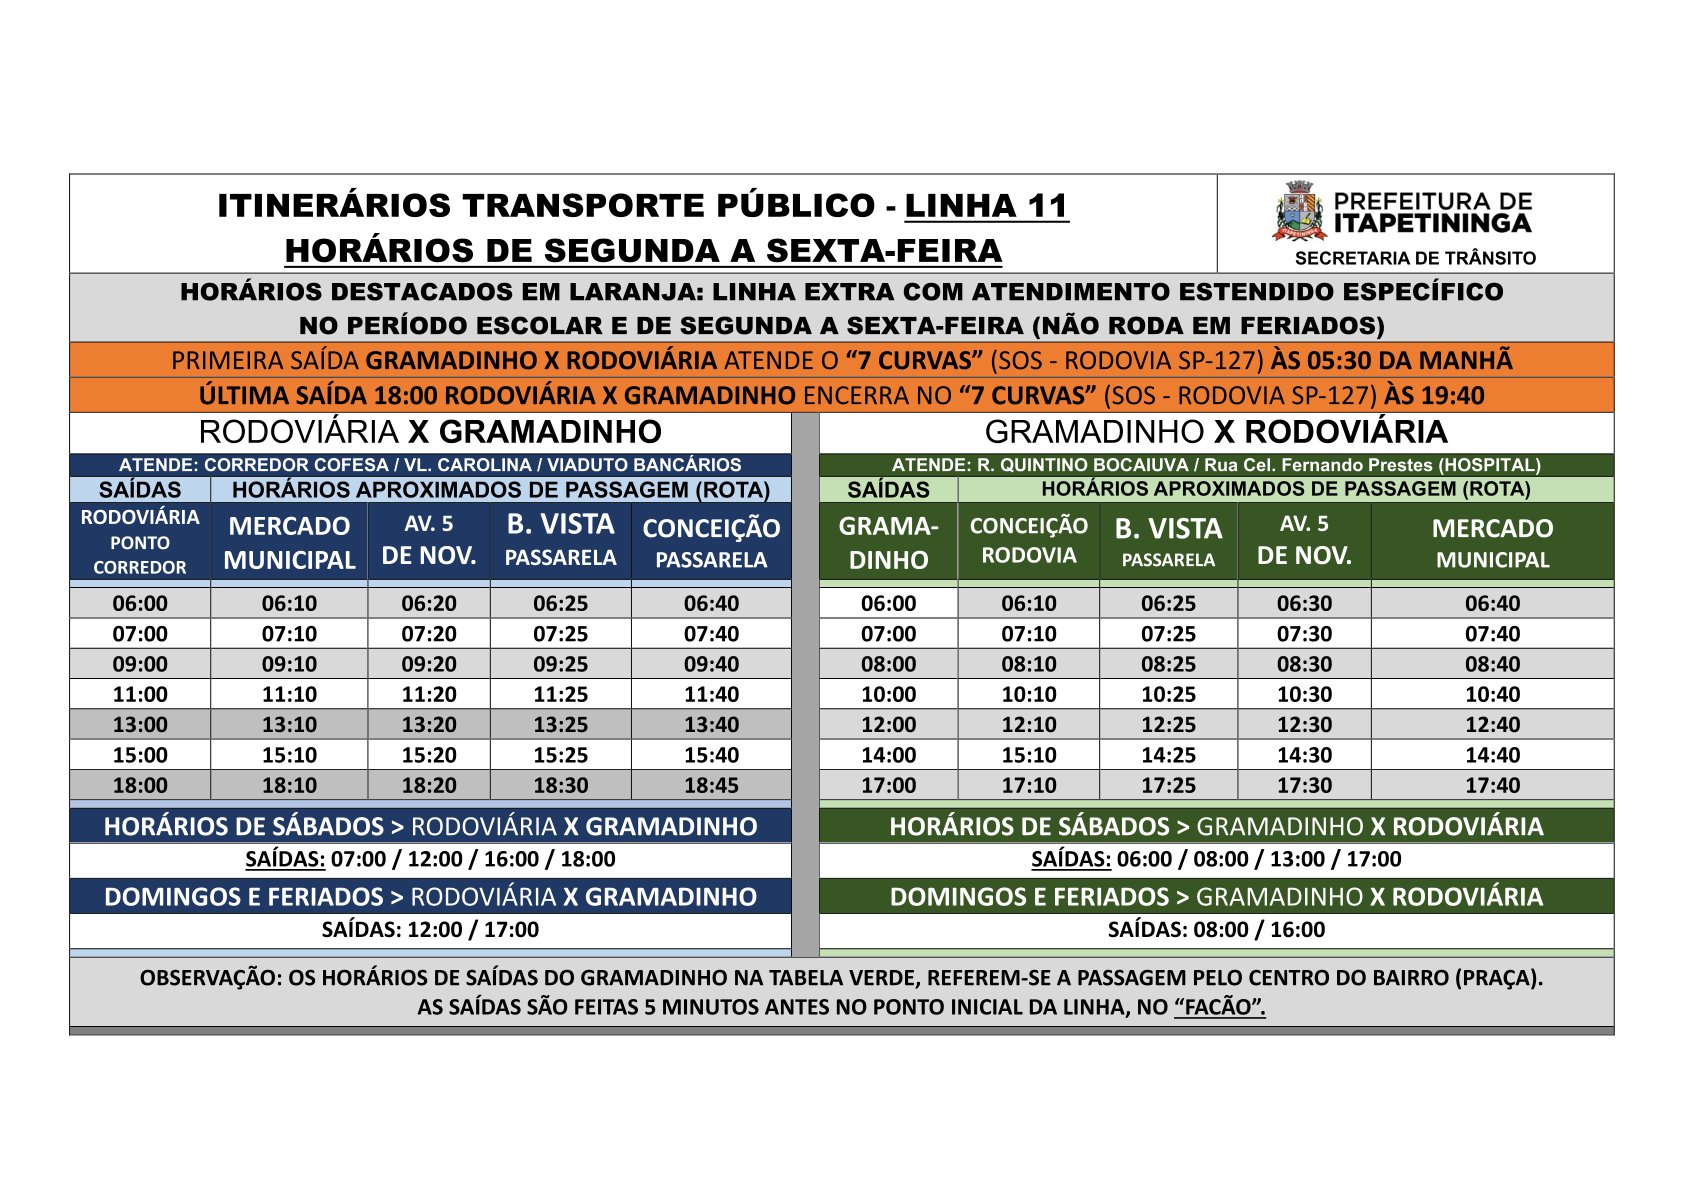 ITINERÁRIOS TRANSPORTE PÚBLICO - LINHA 11
HORÁRIOS DE SEGUNDA A SEXTA-FEIRA
PREFEITURA DE
ITAPETININGA
SECRETARIA DE TRÂNSITO
HORÁRIOS DESTACADOS EM LARANJA: LINHA EXTRA COM ATENDIMENTO ESTENDIDO ESPECÍFICO
NO PERÍODO ESCOLAR E DE SEGUNDA A SEXTA-FEIRA (NÃO RODA EM FERIADOS)
PRIMEIRA SAÍDA GRAMADINHO X RODOVIÁRIA ATENDE O “7 CURVAS” (SOS - RODOVIA SP-127) ÀS 05:30 DA MANHÃ
ÚLTIMA SAÍDA 18:00 RODOVIÁRIA X GRAMADINHO ENCERRA NO “7 CURVAS” (SOS - RODOVIA SP-127) ÀS 19:40
RODOVIÁRIA X GRAMADINHO
ATENDE: CORREDOR COFESA / VL. CAROLINA / VIADUTO BANCÁRIOS
SAÍDAS HORÁRIOS APROXIMADOS DE PASSAGEM (ROTA)
RODOVIÁRIA
PONTO
CORREDOR
MERCADO
MUNICIPAL
AV. 5
DE NOV.
B. VISTA
PASSARELA
CONCEIÇÃO
PASSARELA
06:00 06:10 06:20 06:25 06:40
07:00 07:10 07:20 07:25 07:40
09:00 09:10 09:20 09:25 09:40
11:00 11:10 11:20 11:25 11:40
13:00 13:10 13:20 13:25 13:40
15:00 15:10 15:20 15:25 15:40
18:00 18:10 18:20 18:30 18:45
HORÁRIOS DE SÁBADOS > RODOVIÁRIA X GRAMADINHO
SAÍDAS: 07:00 / 12:00 / 16:00 / 18:00
DOMINGOS E FERIADOS > RODOVIÁRIA X GRAMADINHO
SAÍDAS: 12:00 / 17:00
GRAMADINHO X RODOVIÁRIA
ATENDE: R. QUINTINO BOCAIUVA / Rua Cel. Fernando Prestes (HOSPITAL)
SAÍDAS HORÁRIOS APROXIMADOS DE PASSAGEM (ROTA)
GRAMA-
DINHO
CONCEIÇÃO
RODOVIA
B. VISTA
PASSARELA
AV. 5
DE NOV.
MERCADO
MUNICIPAL
06:00 06:10 06:25 06:30 06:40
07:00 07:10 07:25 07:30 07:40
08:00 08:10 08:25 08:30 08:40
10:00 10:10 10:25 10:30 10:40
12:00 12:10 12:25 12:30 12:40
14:00 15:10 14:25 14:30 14:40
17:00 17:10 17:25 17:30 17:40
HORÁRIOS DE SÁBADOS > GRAMADINHO X RODOVIÁRIA
SAÍDAS: 06:00 / 08:00 / 13:00 / 17:00
DOMINGOS E FERIADOS > GRAMADINHO X RODOVIÁRIA
SAÍDAS: 08:00 / 16:00
OBSERVAÇÃO: OS HORÁRIOS DE SAÍDAS DO GRAMADINHO NA TABELA VERDE, REFEREM-SE A PASSAGEM PELO CENTRO DO BAIRRO (PRAÇA).
AS SAÍDAS SÃO FEITAS 5 MINUTOS ANTES NO PONTO INICIAL DA LINHA, NO “FACÃO”.